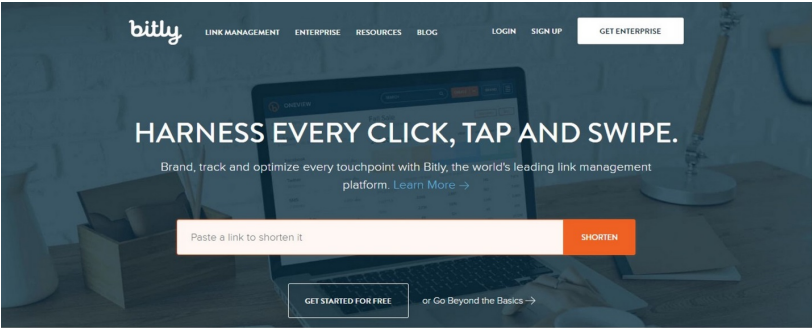 bitly
LINK MANAGEMENT
ENTERPRISE
RESOURCES
BLOG
LOGIN
SIGN UP
GET ENTERPRISE
HARNESS EVERY CLICK, TAP AND SWIPE.
Brand, track and optimize every touchpoint with Bitly, the world's leading link management
platform. Learn More →
Paste a link to shorten it
SHORTEN
GET STARTED FOR FREE
or Go Beyond the Basics →